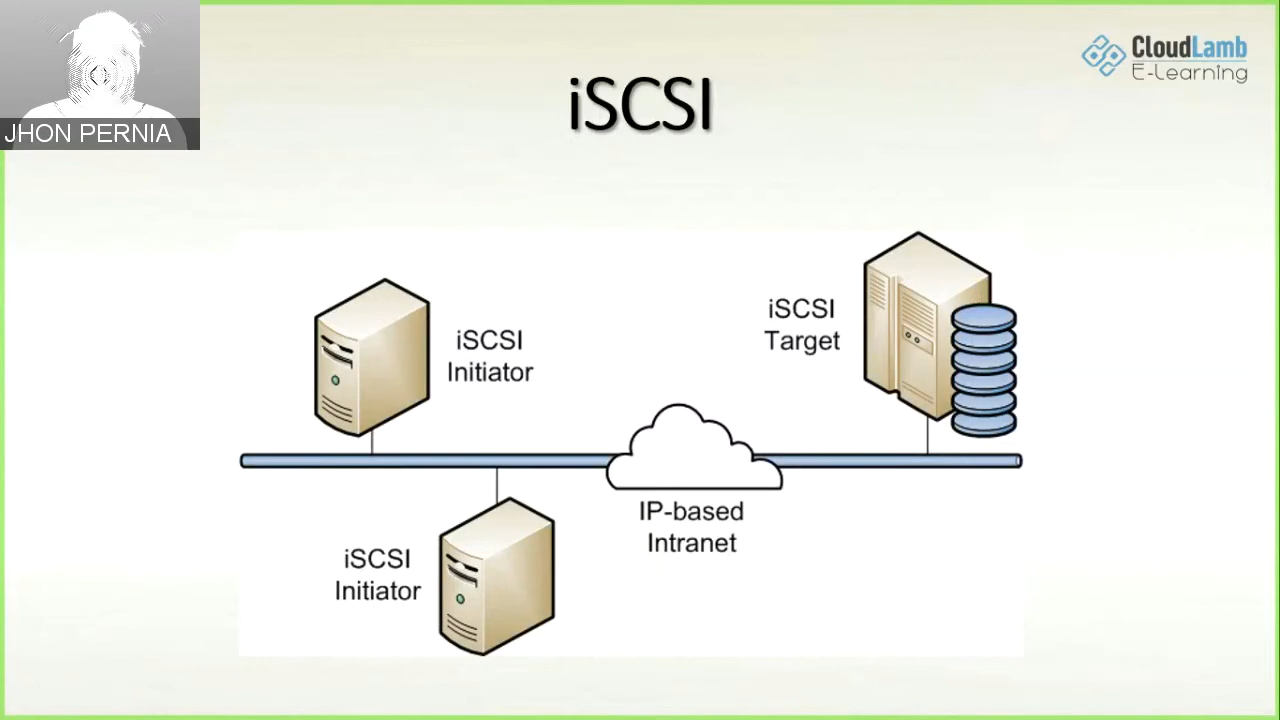 JHON PERNIA
CloudLamb
E-Learning
iSCSI
iSCSI
Initiator
iSCSI
Target
IP-based
Intranet
iSCSI
Initiator